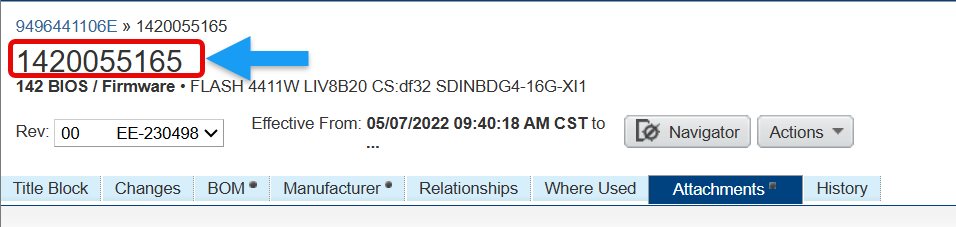 9496441106E » 1420055165
1420055165
142 BIOS / Firmware • FLASH 4411W LIV8B20 CS:df32 SDINBDG4-16G-XI1
Rev: 00 EE-230498 Effective From: 05/07/2022 09:40:18 AM CST to
...
Navigator Actions
Title Block Changes BOM Manufacturer Relationships Where Used Attachments History